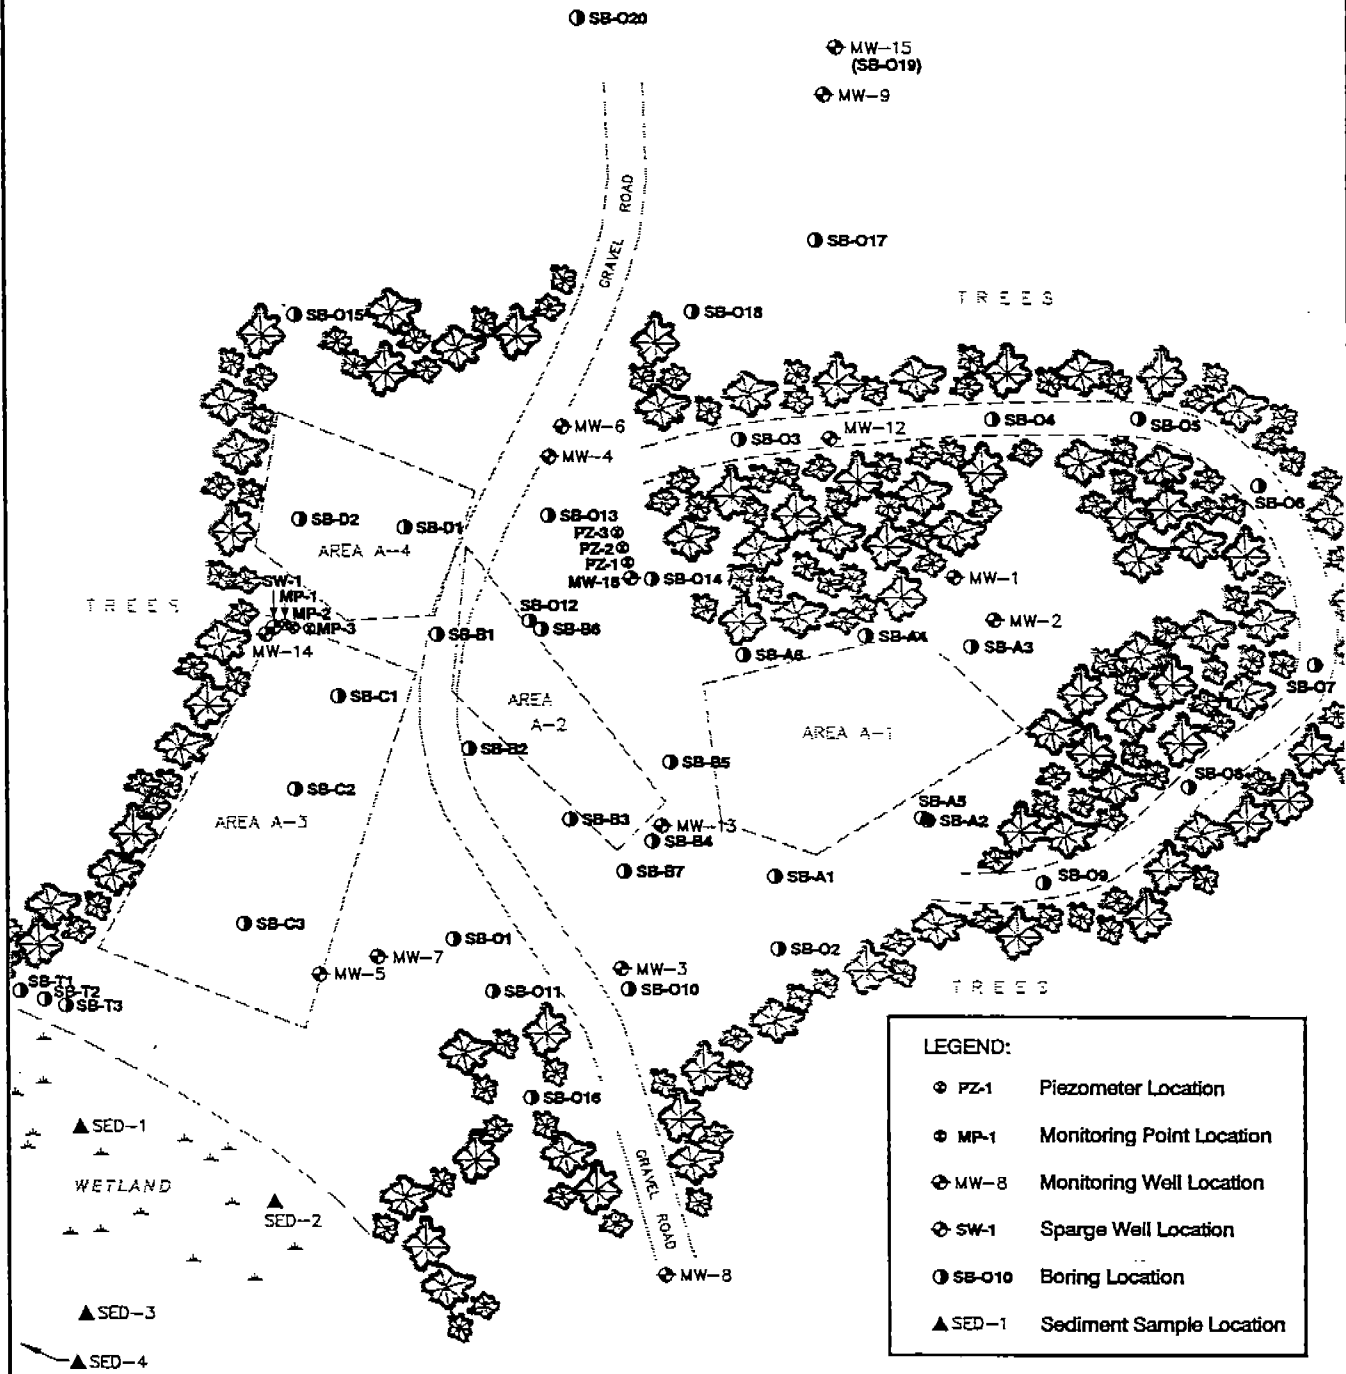 SB-O20
MW-15
(SB-O19)
MW-9
GRAVEL ROAD
SB-O17
TREES
SB-O15
SB-O18
MW-6
SB-O3
MW-12
SB-O4
SB-O5
MW-4
SB-O6
SB-D2
SB-D1
SB-O13
PZ-3
AREA A-4
PZ-2
PZ-1
SW-1
MW-16
SB-O14
MW-1
MP-1
TREES
MP-2
SB-O12
MP-3
SB-B1
SB-B6
MW-2
MW-14
SB-A4
SB-A3
SB-A6
SB-O7
SB-C1
AREA
A-2
AREA A-1
SB-B2
SB-B5
SB-O8
SB-C2
SB-A5
AREA A-3
SB-B3
MW-13
SB-A2
SB-B4
SB-B7
SB-A1
SB-O9
SB-C3
SB-O1
SB-O2
MW-7
MW-5
MW-3
SB-T1
SB-T2
SB-T3
SB-O11
SB-O10
TREES
LEGEND:
PZ-1 Piezometer Location
MP-1 Monitoring Point Location
MW-8 Monitoring Well Location
SW-1 Sparge Well Location
SB-O10 Boring Location
SED-1 Sediment Sample Location
SB-O16
SED-1
WETLAND
GRAVEL ROAD
SED-2
MW-8
SED-3
SED-4